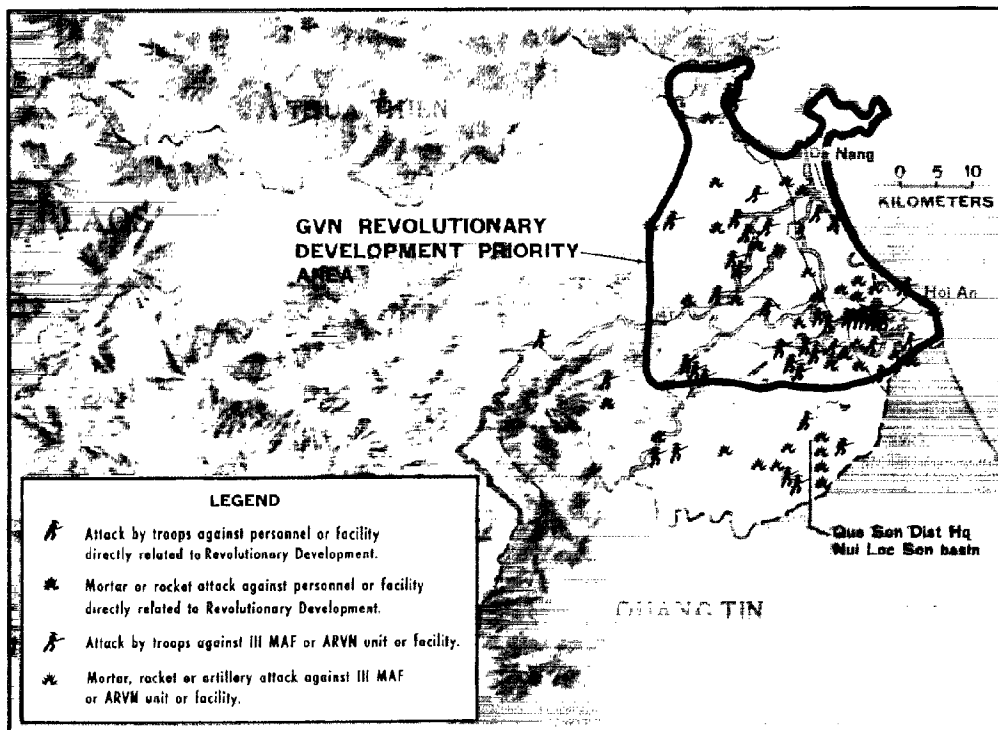 THUA THIEN
LAOS
Da Nang
0 5 10
KILOMETERS
GVN REVOLUTIONARY
DEVELOPMENT PRIORITY
AREA
Hoi An
Que Son Dist Hq
Nui Loc Son basin
QUANG TIN
LEGEND
Attack by troops against personnel or facility
directly related to Revolutionary Development.
Mortar or rocket attack against personnel or facility
directly related to Revolutionary Development.
Attack by troops against III MAF or ARVN unit or facility.
Mortar, rocket or artillery attack against III MAF
or ARVN unit or facility.